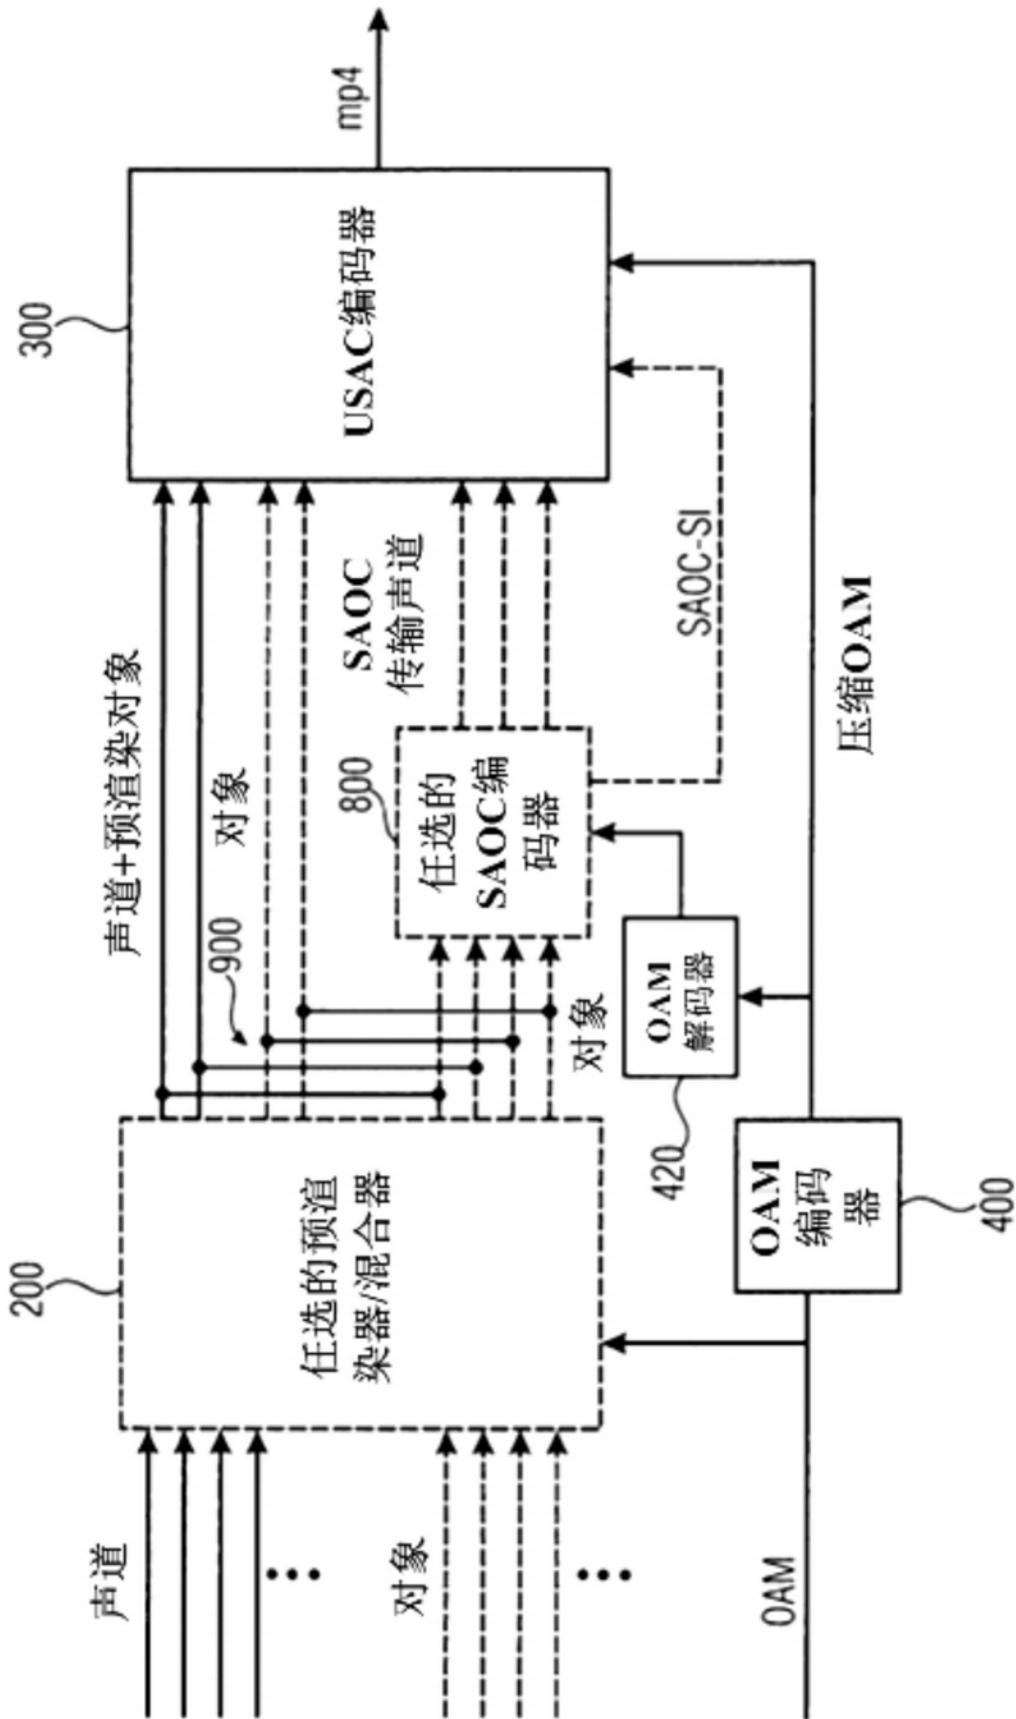 声道
对象
OAM
200
任选的预渲
染器/混合器
OAM
编码
器
400
420
OAM
解码器
对象
900
声道+预渲染对象
对象
800
任选的
SAOC编
码器
SAOC
传输声道
SAOC-SI
压缩OAM
300
USAC编码器
mp4